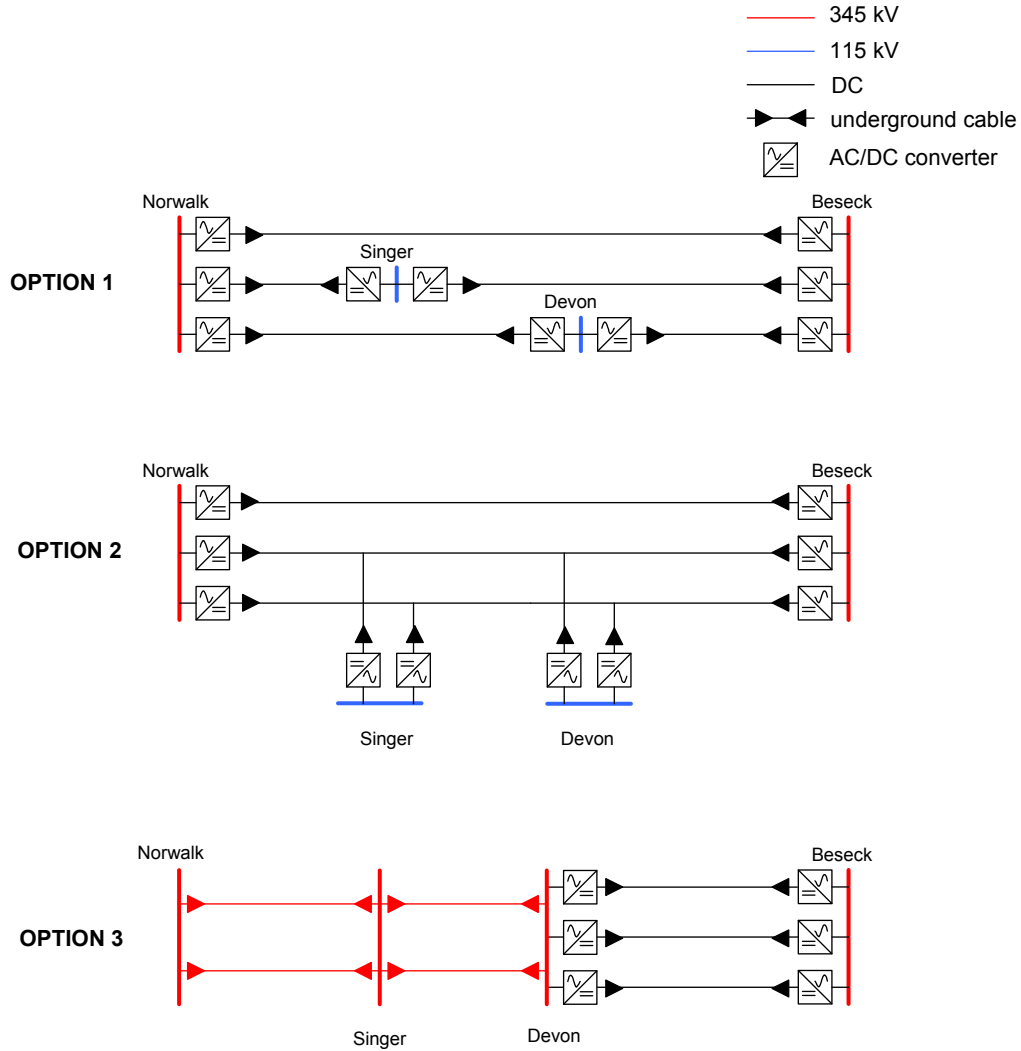 345 kV
115 kV
DC
underground cable
AC/DC converter
Norwalk
Beseck
Singer
OPTION 1
Devon
Norwalk
Beseck
OPTION 2
Singer
Devon
Norwalk
Beseck
OPTION 3
Singer
Devon